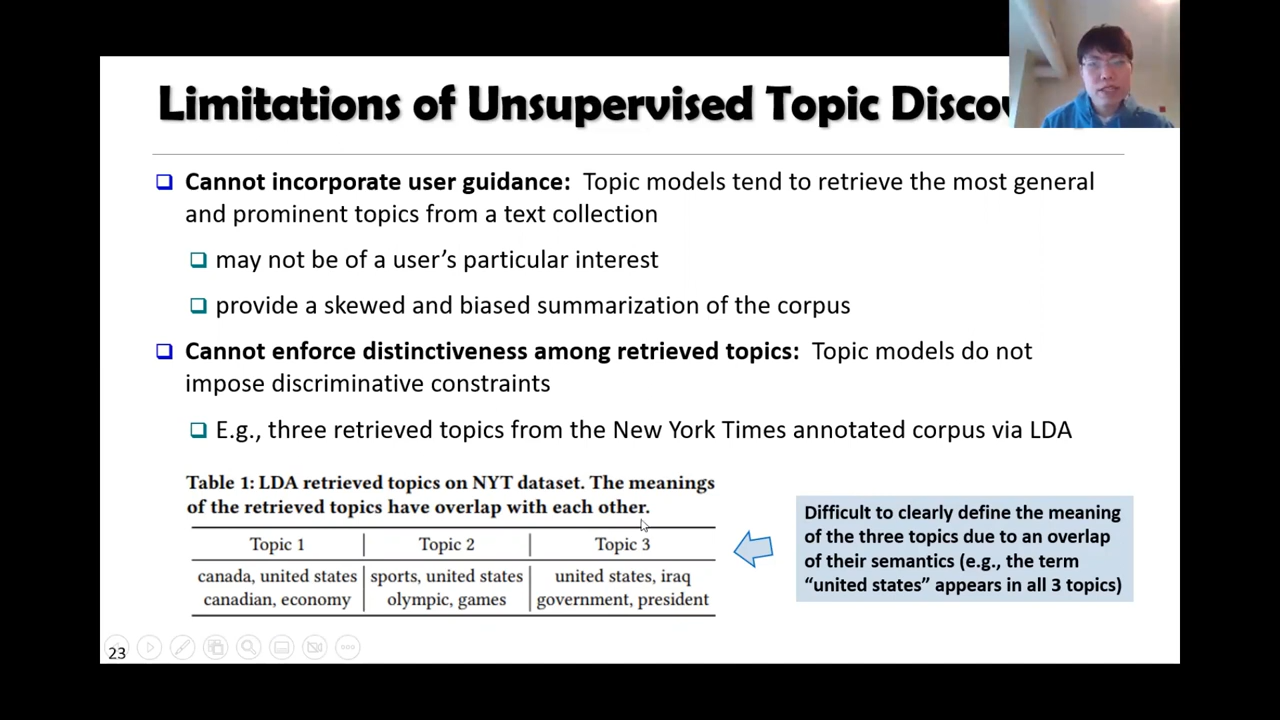 Limitations of Unsupervised Topic
Cannot incorporate user guidance: Topic models tend to retrieve the most general
and prominent topics from a text collection
may not be of a user's particular interest
provide a skewed and biased summarization of the corpus
Cannot enforce distinctiveness among retrieved topics: Topic models do not
impose discriminative constraints
E.g., three retrieved topics from the New York Times annotated corpus via LDA
Table 1: LDA retrieved topics on NYT dataset. The meanings
of the retrieved topics have overlap with each other.
Topic 1 Topic 2 Topic 3
canada, united states sports, united states united states, iraq
canadian, economy olympic, games government, president
Difficult to clearly define the meaning
of the three topics due to an overlap
of their semantics (e.g., the term
"united states" appears in all 3 topics)
23